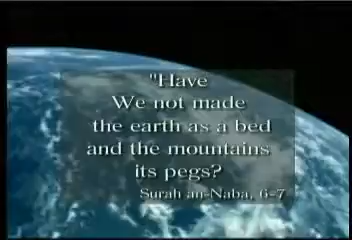 "Have
We not made
the earth as a bed
and the mountains
its pegs?
Surah an-Naba, 6-7